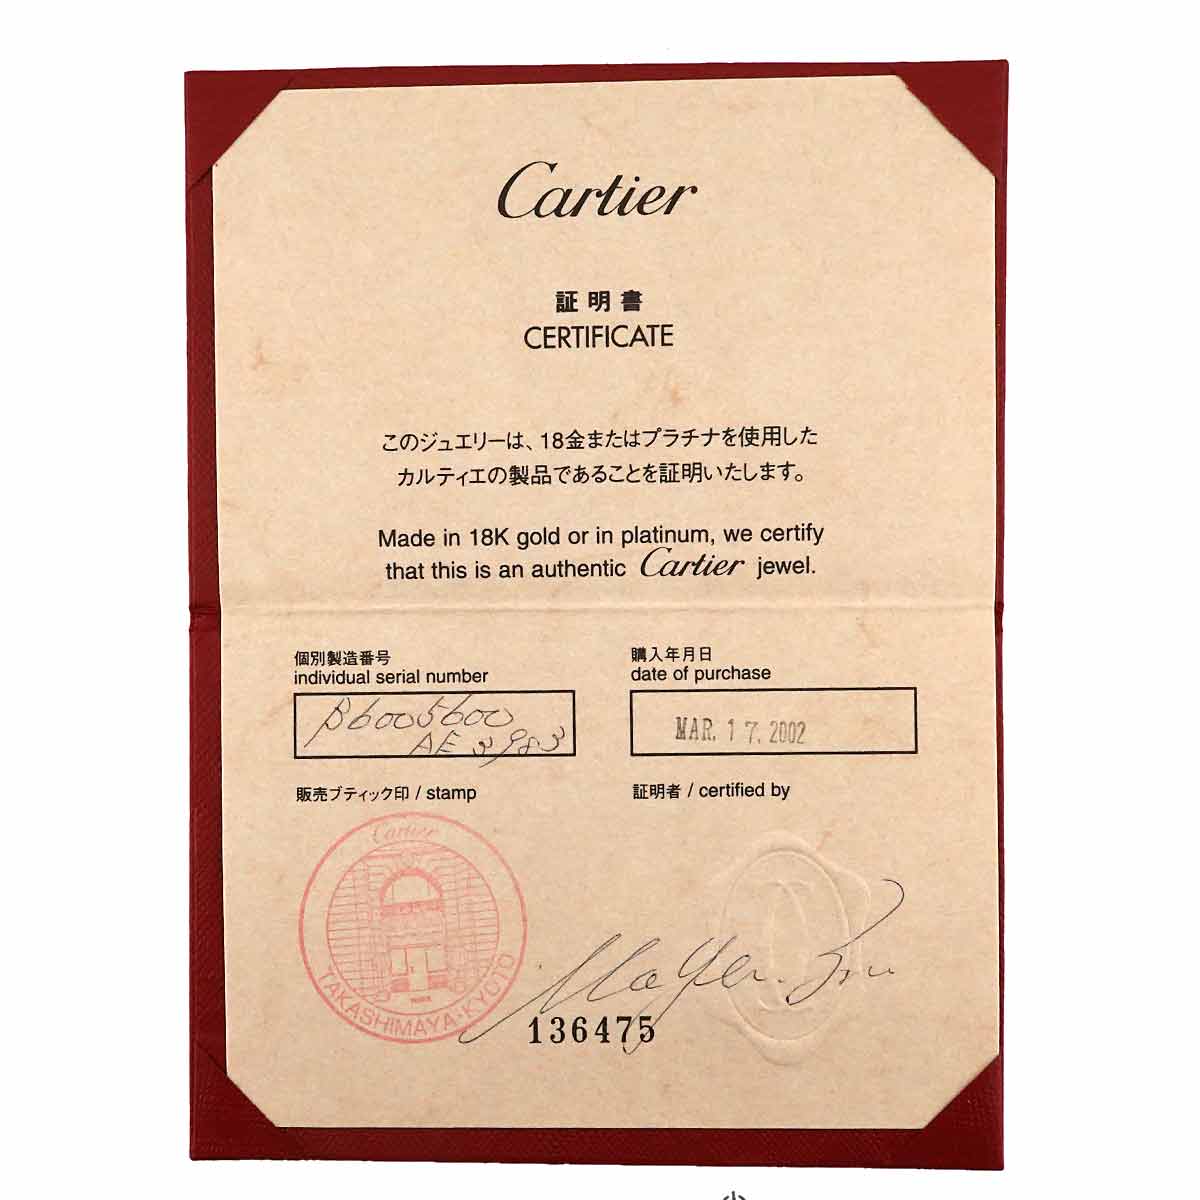 Cartier
証明書
CERTIFICATE
このジュエリーは、18金またはプラチナを使用した
カルティエの製品であることを証明いたします。
Made in 18K gold or in platinum, we certify
that this is an authentic Cartier jewel.
個別製造番号
individual serial number
B6005600
AE 3983
購入年月日
date of purchase
MAR. 17. 2002
販売ブティック印 / stamp
Cartier
PARIS
TAKASHIMAYA·KYOTO
証明者 / certified by
136475